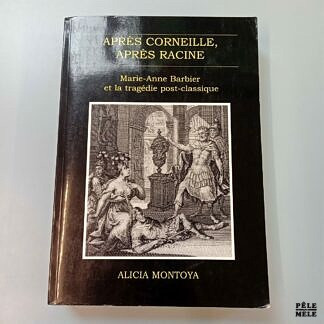 APRÈS CORNEILLE,
APRÈS RACINE
Marie-Anne Barbier
et la tragédie post-classique
ALICIA MONTOYA
PÊLE
MÊLE